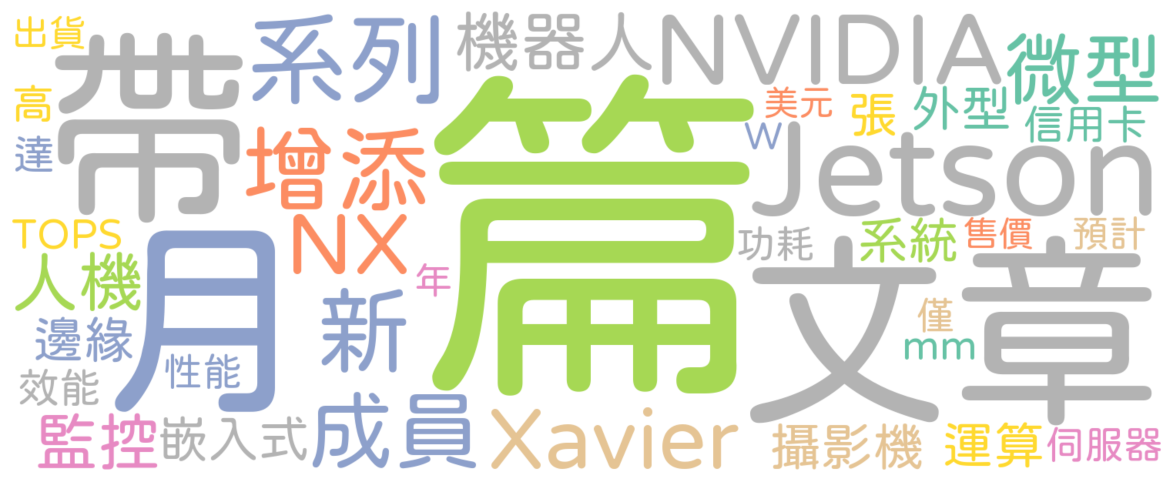 出貨
帶
系列
機器人
NVIDIA
微型
高
達
增添
篇
美元
張
外型
信用卡
W
Jetson
TOPS
人機
月
NX
年
功耗
系統
售價
預計
文章
邊緣
性能
新
僅
mm
效能
監控
嵌入式
成員
Xavier
攝影機
運算
伺服器